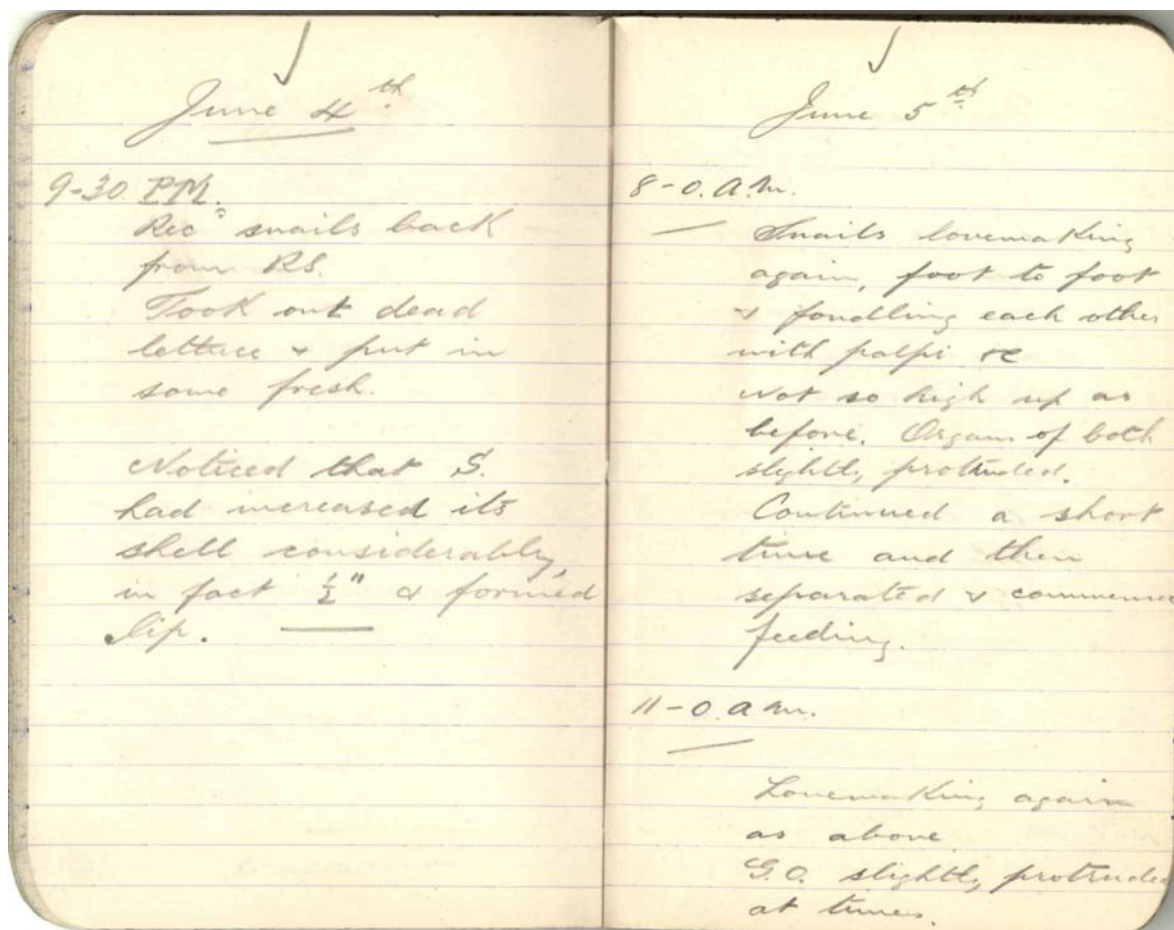 June 4th
9-30 PM.
Recd snails back
from RS.
Took out dead
lettuce & put in
some fresh.
Noticed that S.
had increased its
shell considerably,
in fact ½" & formed
lip.
June 5th
8-0. a.m.
Snails lovemaking
again, foot to foot
& fondling each other
with palpi &c
Not so high up as
before. Organs of both
slightly protruded.
Continued a short
time and then
separated & commence
feeding.
11-0. a.m.
Lovemaking again
as above.
G.O. slightly protruded
at times.